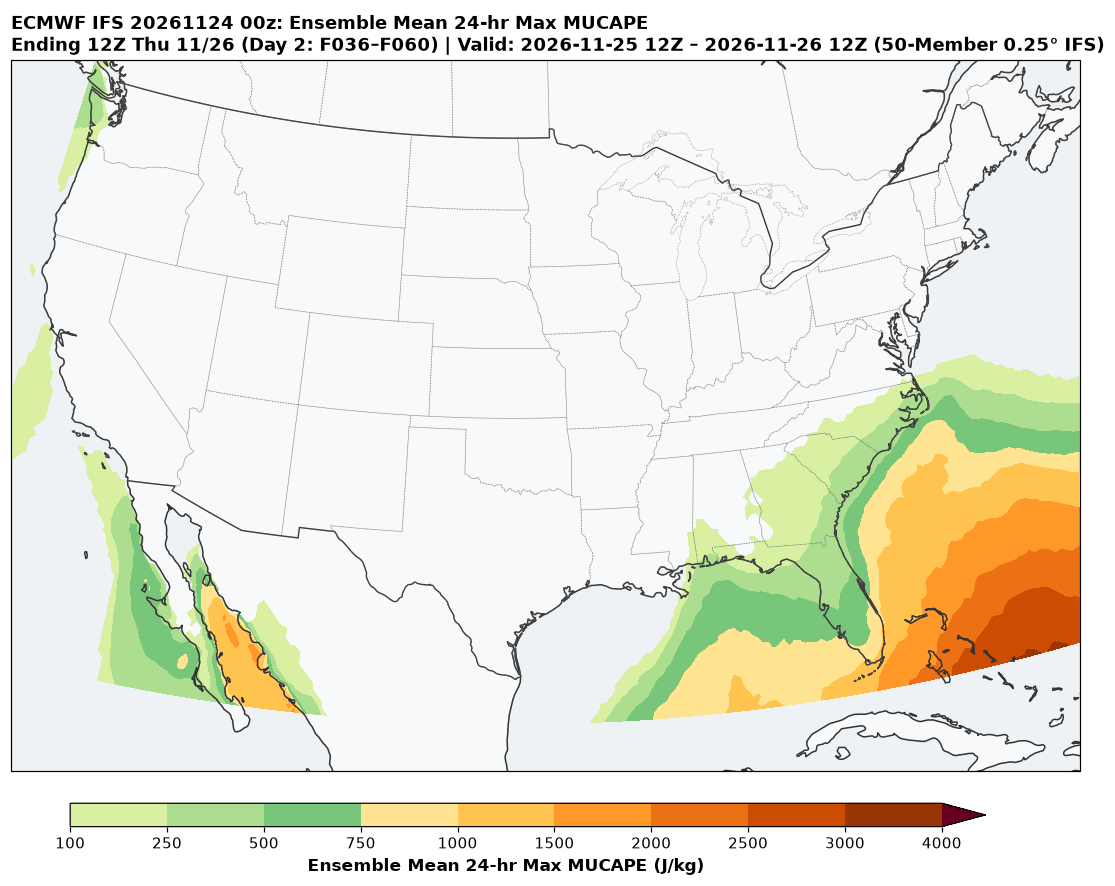 ECMWF IFS 20261124 00z: Ensemble Mean 24-hr Max MUCAPE
Ending 12Z Thu 11/26 (Day 2: F036–F060) | Valid: 2026-11-25 12Z – 2026-11-26 12Z (50-Member 0.25° IFS)
100 250 500 750 1000 1500 2000 2500 3000 4000
Ensemble Mean 24-hr Max MUCAPE (J/kg)